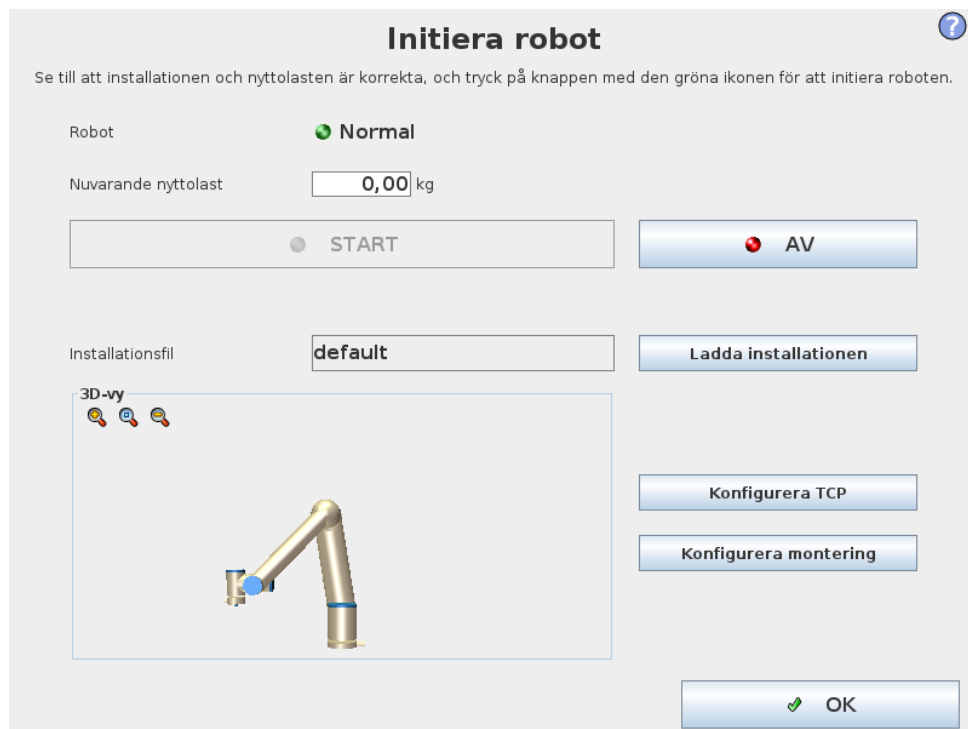 Initiera robot
?
Se till att installationen och nyttolasten är korrekta, och tryck på knappen med den gröna ikonen för att initiera roboten.
Robot
Normal
Nuvarande nyttolast
0,00 kg
START
AV
Installationsfil
default
Ladda installationen
3D-vy
Konfigurera TCP
Konfigurera montering
OK